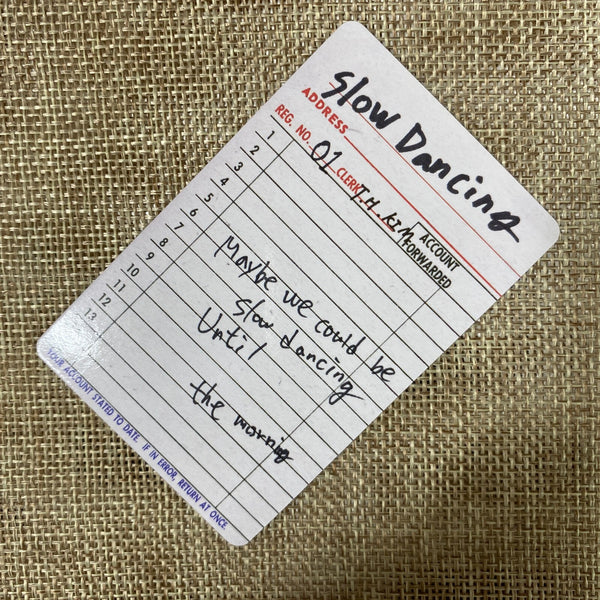 Slow Dancing
ADDRESS
REG. NO. 01 CLERK T.H. KIM ACCOUNT FORWARDED
1
2
3
4
5
6
7
8
9
10
11
12
13
Maybe we could be
slow dancing
Until
the morning
YOUR ACCOUNT STATED TO DATE. IF IN ERROR, RETURN AT ONCE.